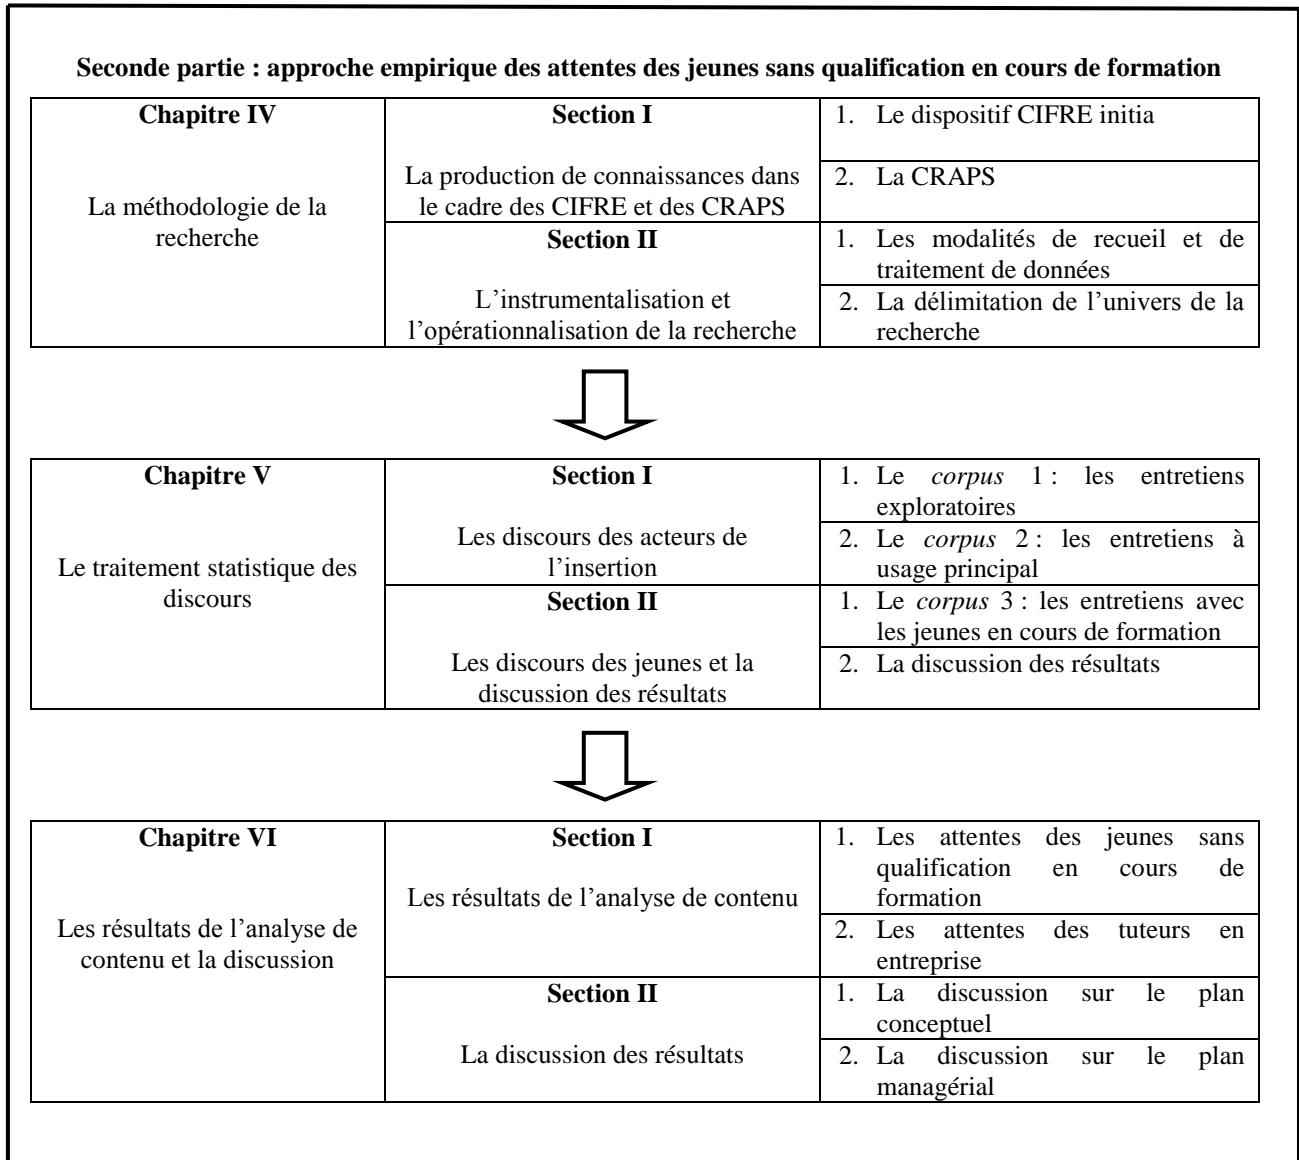 Seconde partie : approche empirique des attentes des jeunes sans qualification en cours de formation
Chapitre IV
La méthodologie de la
recherche
Section I
La production de connaissances dans
le cadre des CIFRE et des CRAPS
1. Le dispositif CIFRE initia
2. La CRAPS
Section II
L’instrumentalisation et
l’opérationnalisation de la recherche
1. Les modalités de recueil et de
traitement de données
2. La délimitation de l’univers de la
recherche
Chapitre V
Le traitement statistique des
discours
Section I
Les discours des acteurs de
l’insertion
1. Le corpus 1 : les entretiens
exploratoires
2. Le corpus 2 : les entretiens à
usage principal
Section II
Les discours des jeunes et la
discussion des résultats
1. Le corpus 3 : les entretiens avec
les jeunes en cours de formation
2. La discussion des résultats
Chapitre VI
Les résultats de l’analyse de
contenu et la discussion
Section I
Les résultats de l’analyse de contenu
1. Les attentes des jeunes sans
qualification en cours de
formation
2. Les attentes des tuteurs en
entreprise
Section II
La discussion des résultats
1. La discussion sur le plan
conceptuel
2. La discussion sur le plan
managérial